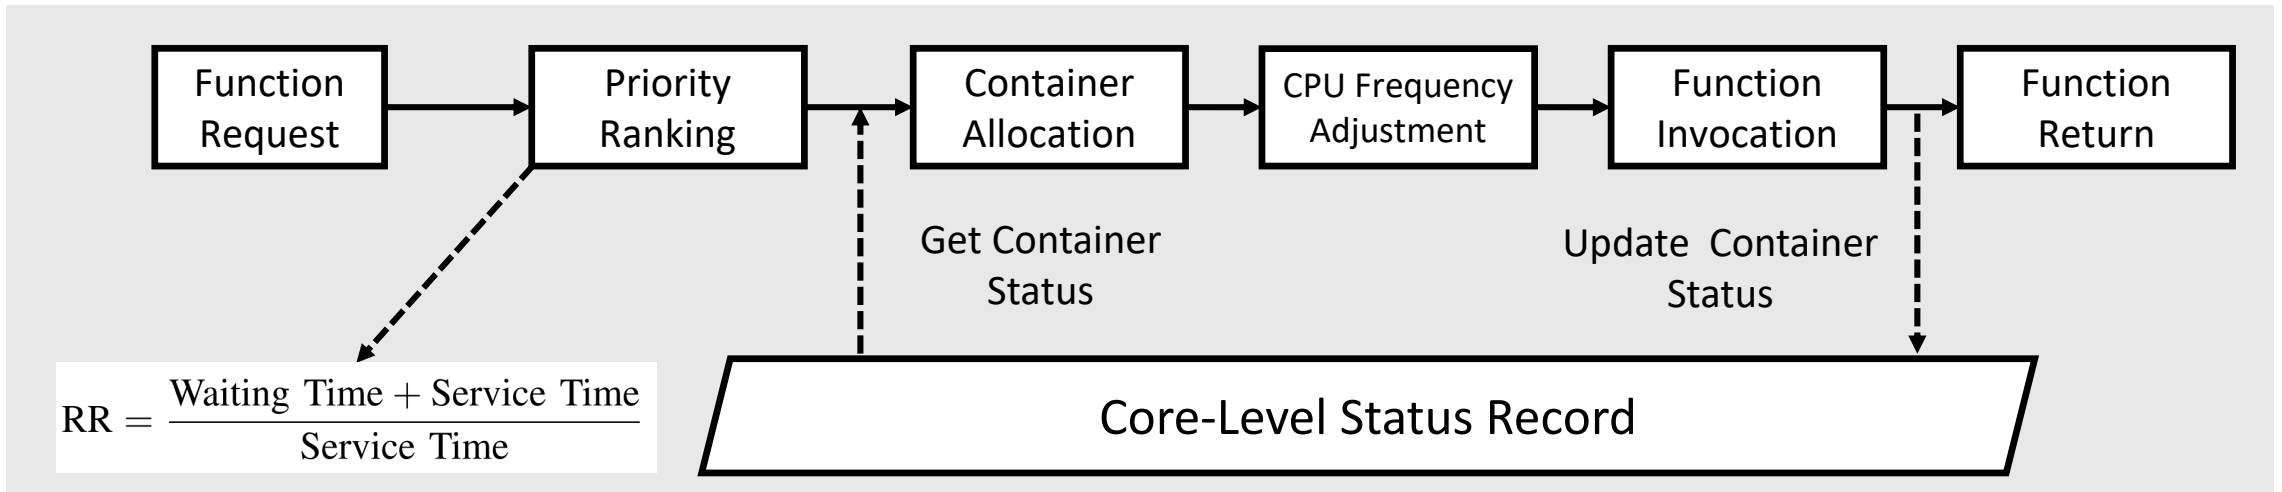 Function
Request
Priority
Ranking
Container
Allocation
CPU Frequency
Adjustment
Function
Invocation
Function
Return
Get Container
Status
Update Container
Status
RR = Waiting Time + Service Time
Service Time
Core-Level Status Record